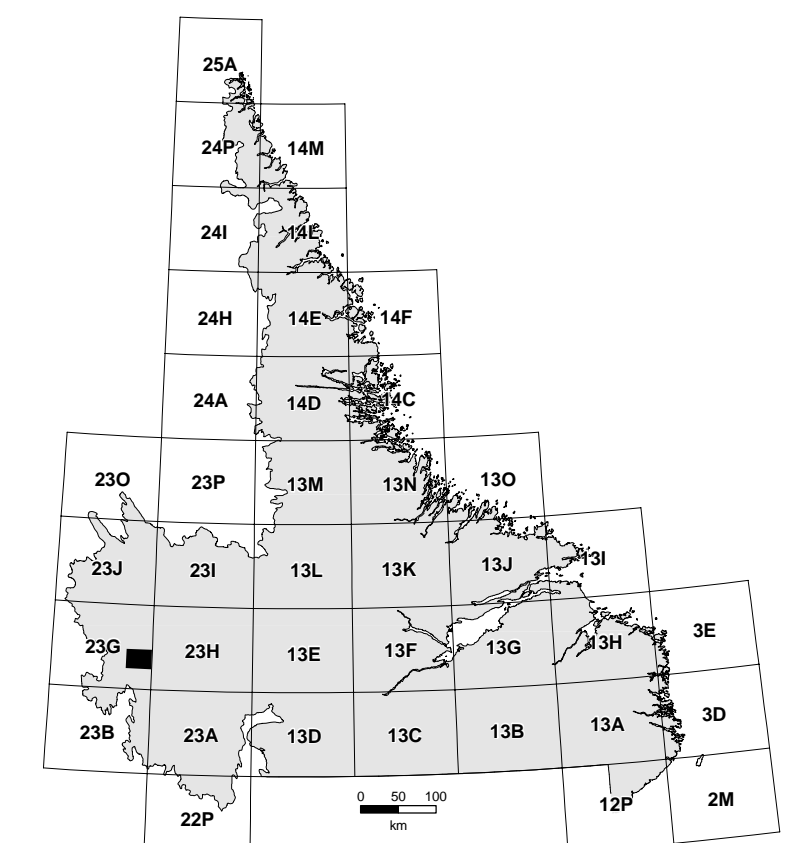 25A
24P 14M
24I 14L
24H 14E 14F
24A 14D 14C
23O 23P 13M 13N 13O
23J 23I 13L 13K 13J 13I
23G 23H 13E 13F 13G 13H 3E
23B 23A 13D 13C 13B 13A 3D
22P 12P 2M
0 50 100
km